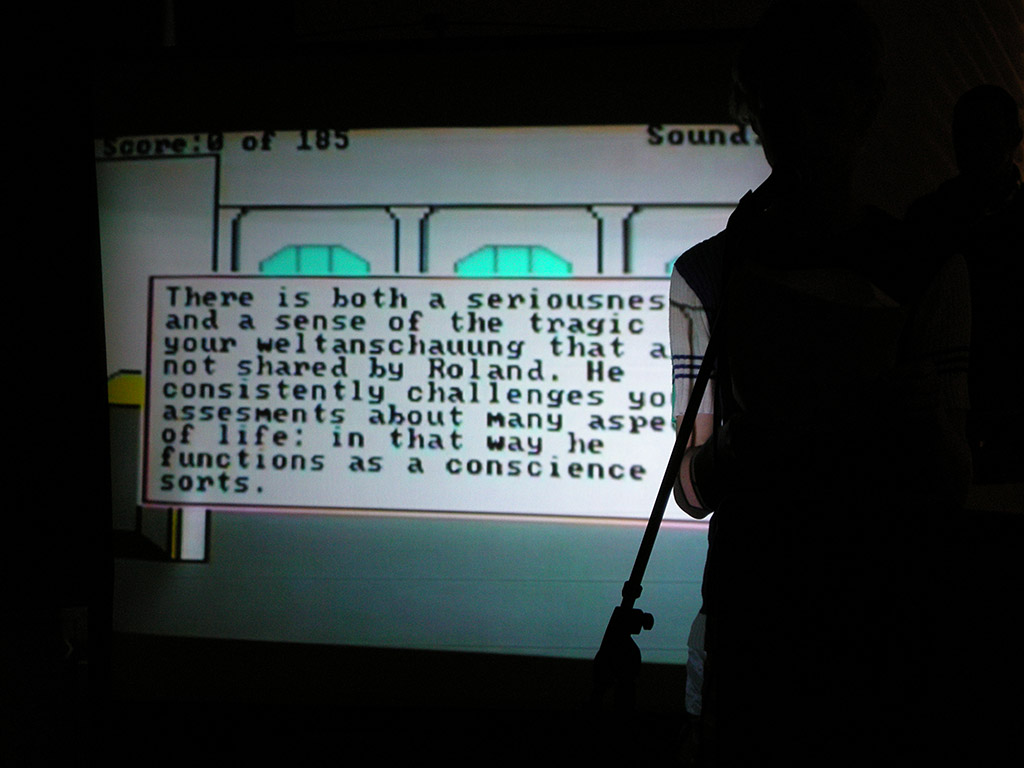 Score:0 of 185 Sound:
There is both a seriousnes
and a sense of the tragic
your weltanschauung that a
not shared by Roland. He
consistently challenges yo
assesments about many aspe
of life: in that way he
functions as a conscience
sorts.